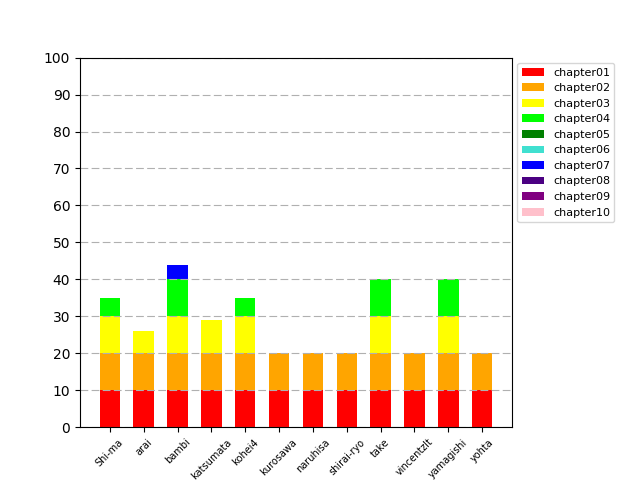 100
90
80
70
60
50
40
30
20
10
0
Shi-ma
arai
bambi
katsumata
kohei4
kurosawa
naruhisa
shirai-ryo
take
vincentzlt
yamagishi
yohta
chapter01
chapter02
chapter03
chapter04
chapter05
chapter06
chapter07
chapter08
chapter09
chapter10